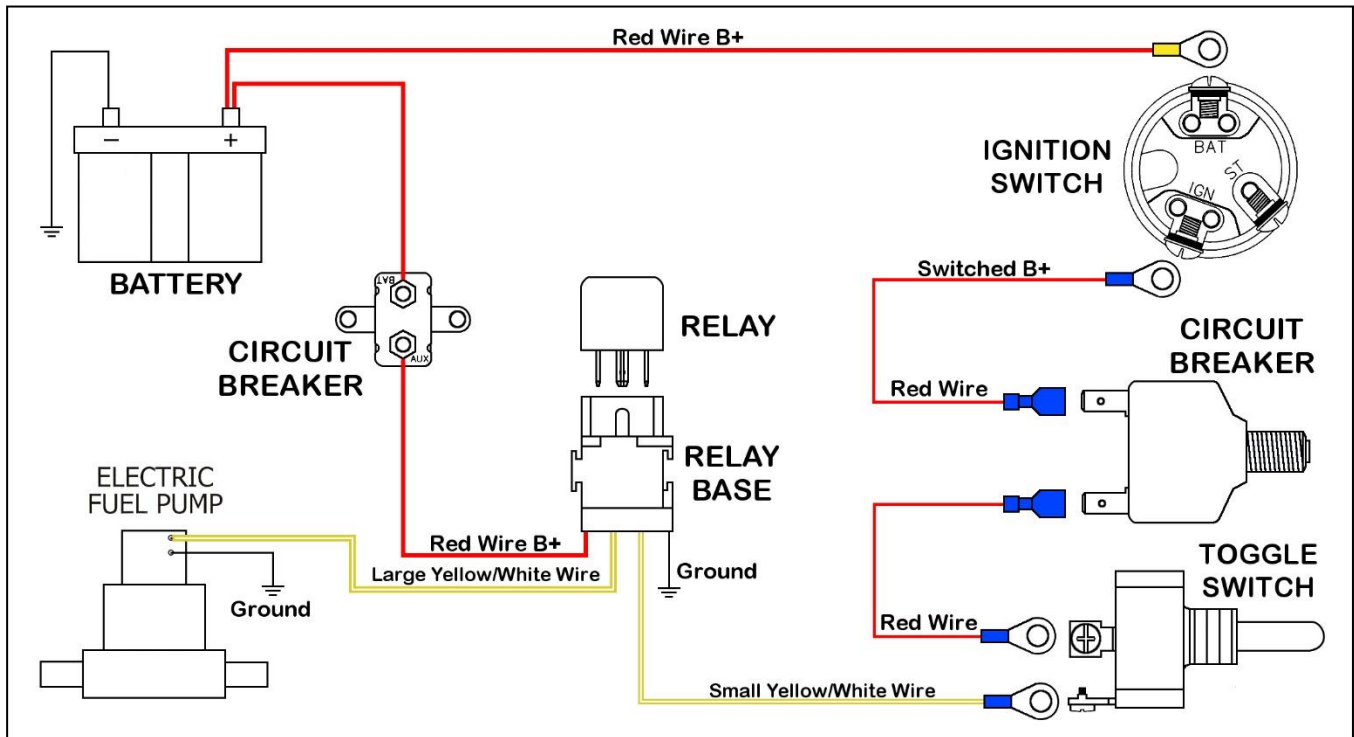 Red Wire B+
− +
BATTERY
IGNITION
SWITCH
BAT
IGN
ST
Switched B+
BAT
AUX
CIRCUIT
BREAKER
RELAY
CIRCUIT
BREAKER
Red Wire
RELAY
BASE
ELECTRIC
FUEL PUMP
Red Wire B+
Large Yellow/White Wire
Ground
Ground
TOGGLE
SWITCH
Red Wire
Small Yellow/White Wire